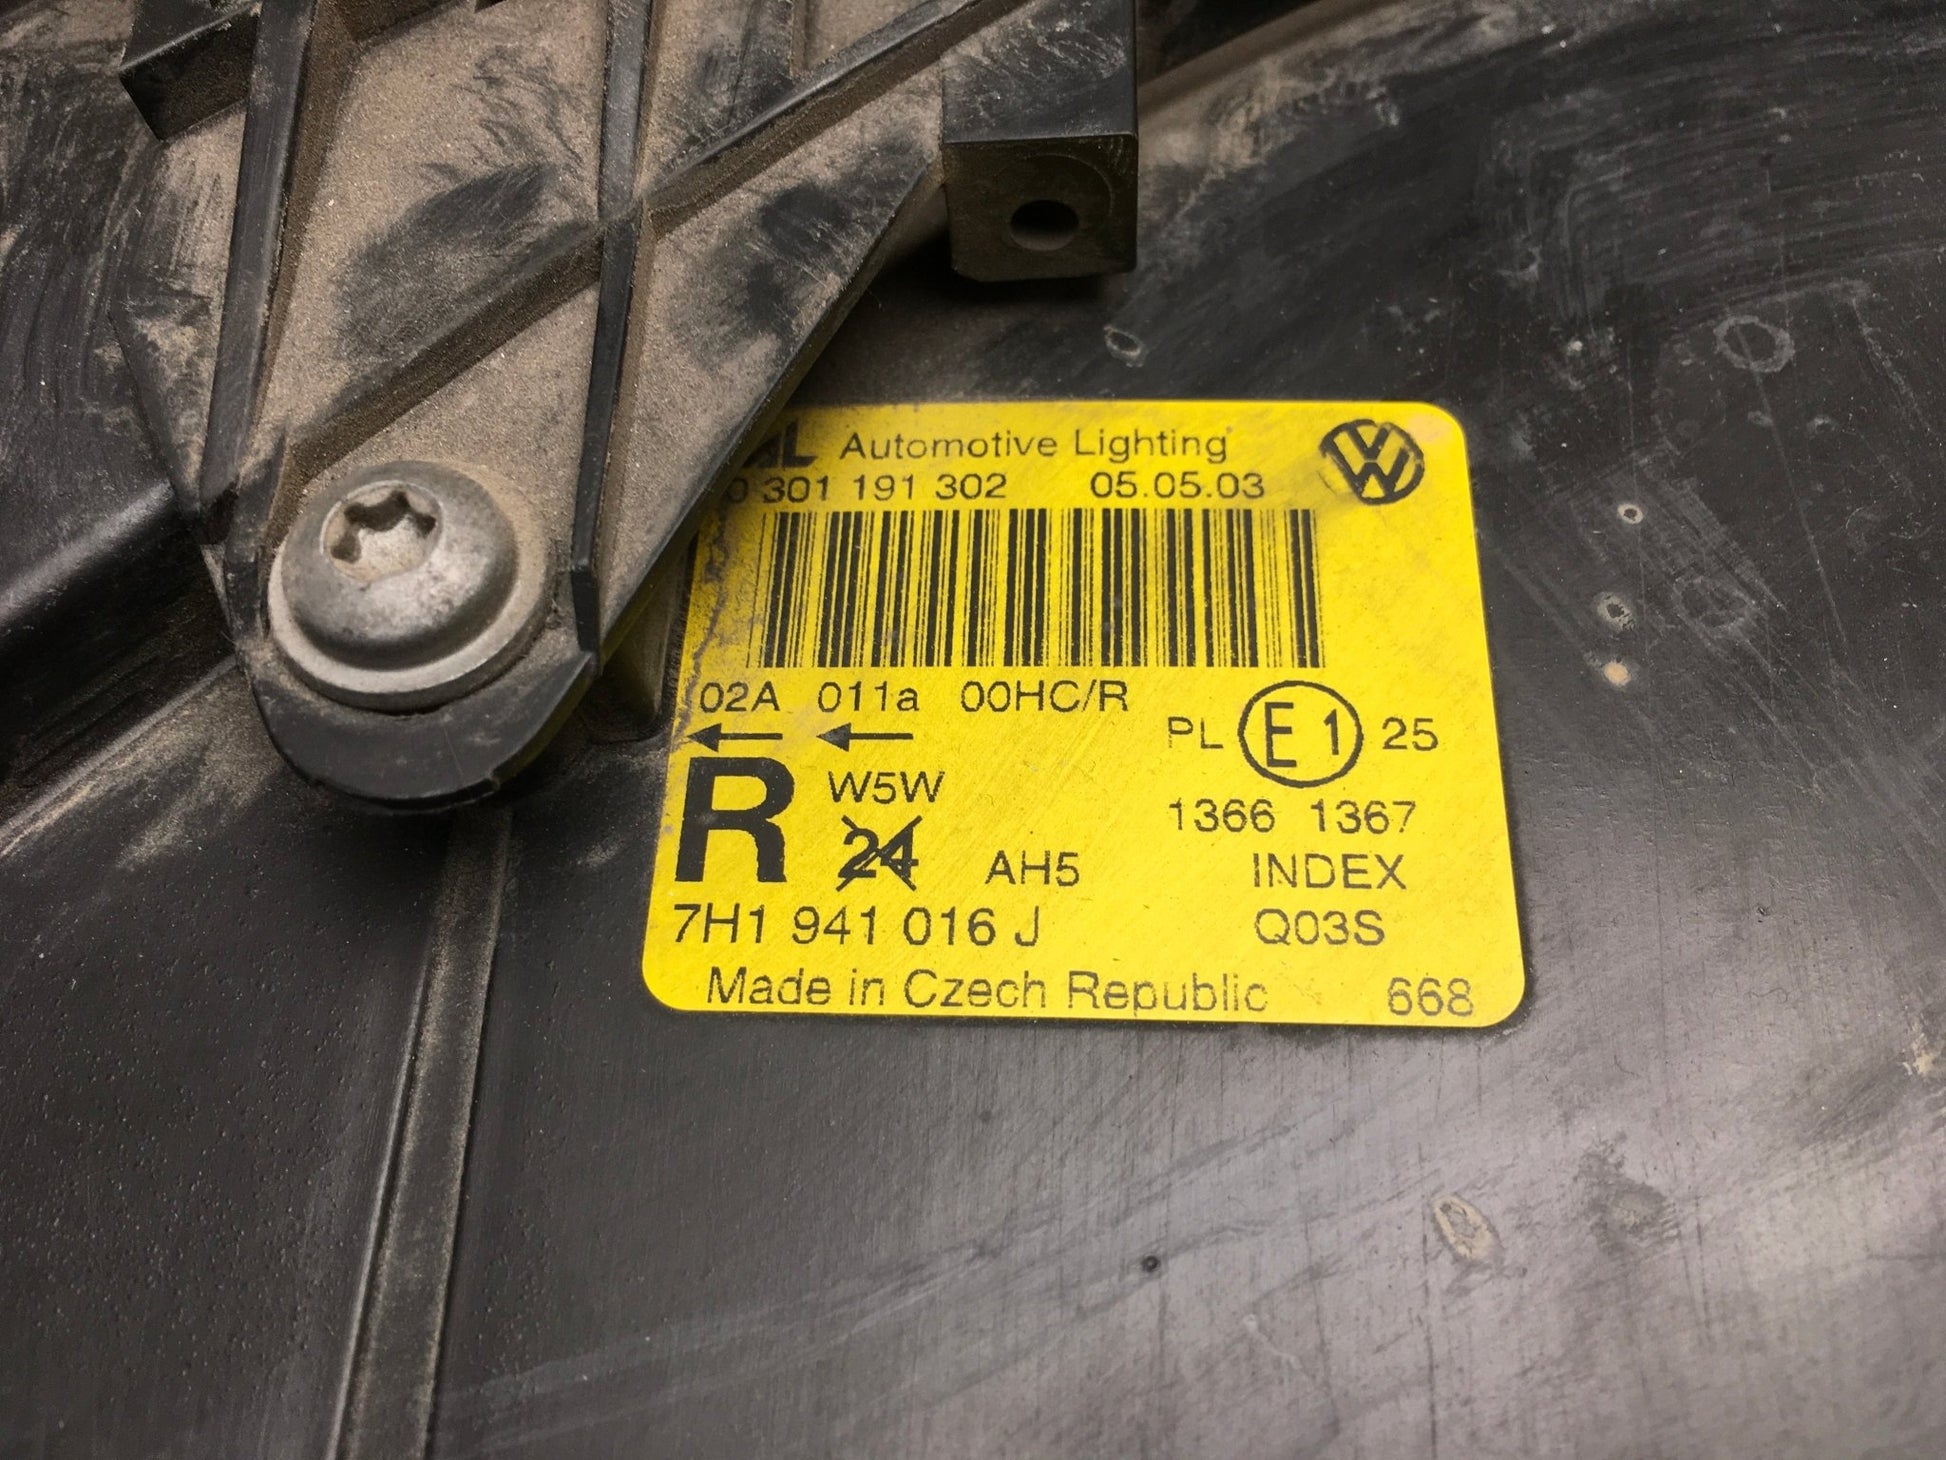 AL Automotive Lighting
0 301 191 302 05.05.03
02A 011a 00HC/R
PL E1 25
R W5W
1366 1367
24 AH5 INDEX
7H1 941 016 J Q03S
Made in Czech Republic 668